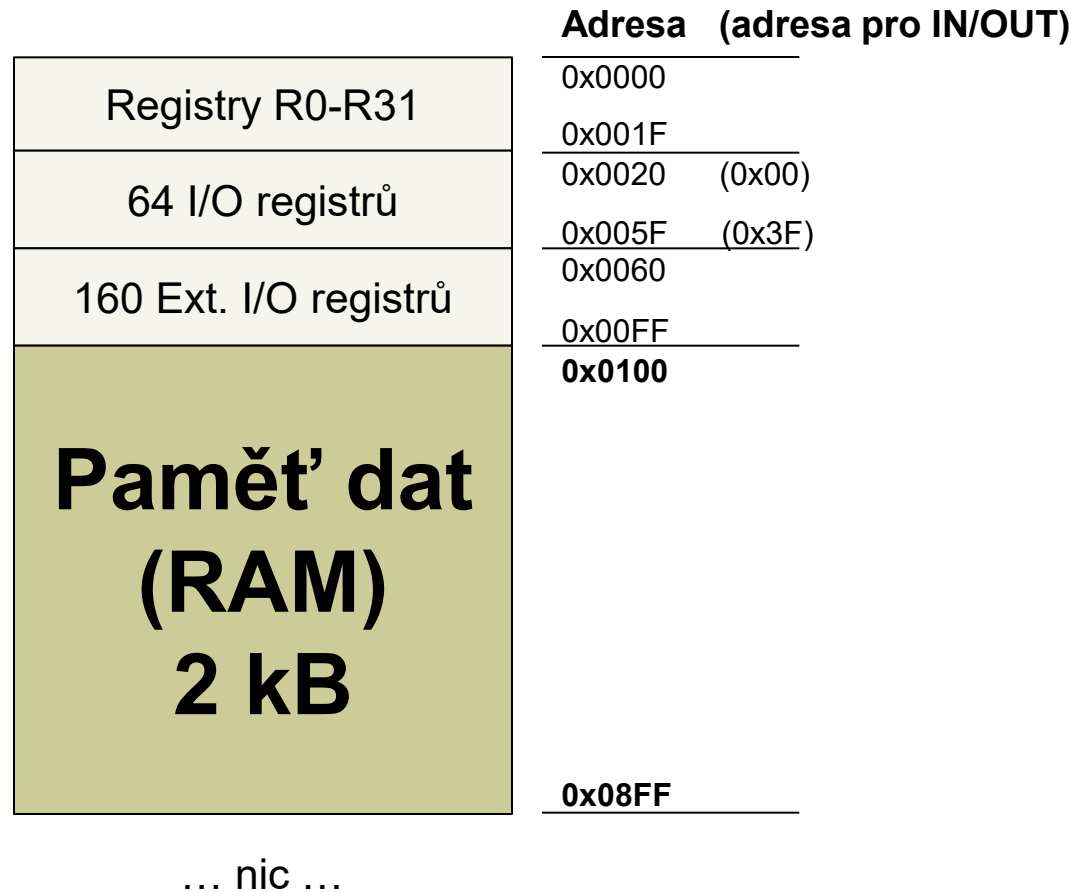 Adresa (adresa pro IN/OUT)
Registry R0-R31
0x0000
0x001F
64 I/O registrů
0x0020 (0x00)
0x005F (0x3F)
160 Ext. I/O registrů
0x0060
0x00FF
0x0100
Paměť dat
(RAM)
2 kB
0x08FF
… nic …